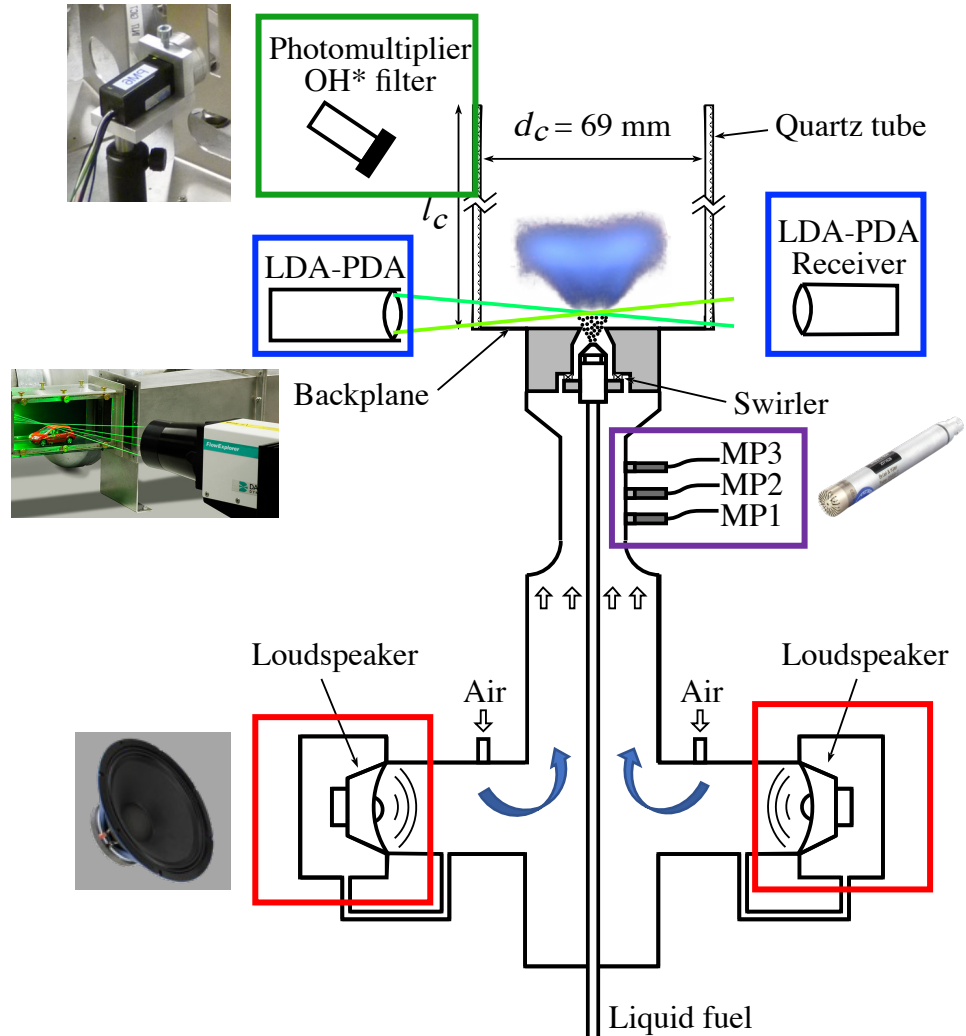 Photomultiplier
OH* filter
d_c = 69 mm
Quartz tube
l_c
LDA-PDA
LDA-PDA
Receiver
Backplane
Swirler
FlowExplorer
MP3
MP2
MP1
Loudspeaker
Loudspeaker
Air
Air
Liquid fuel